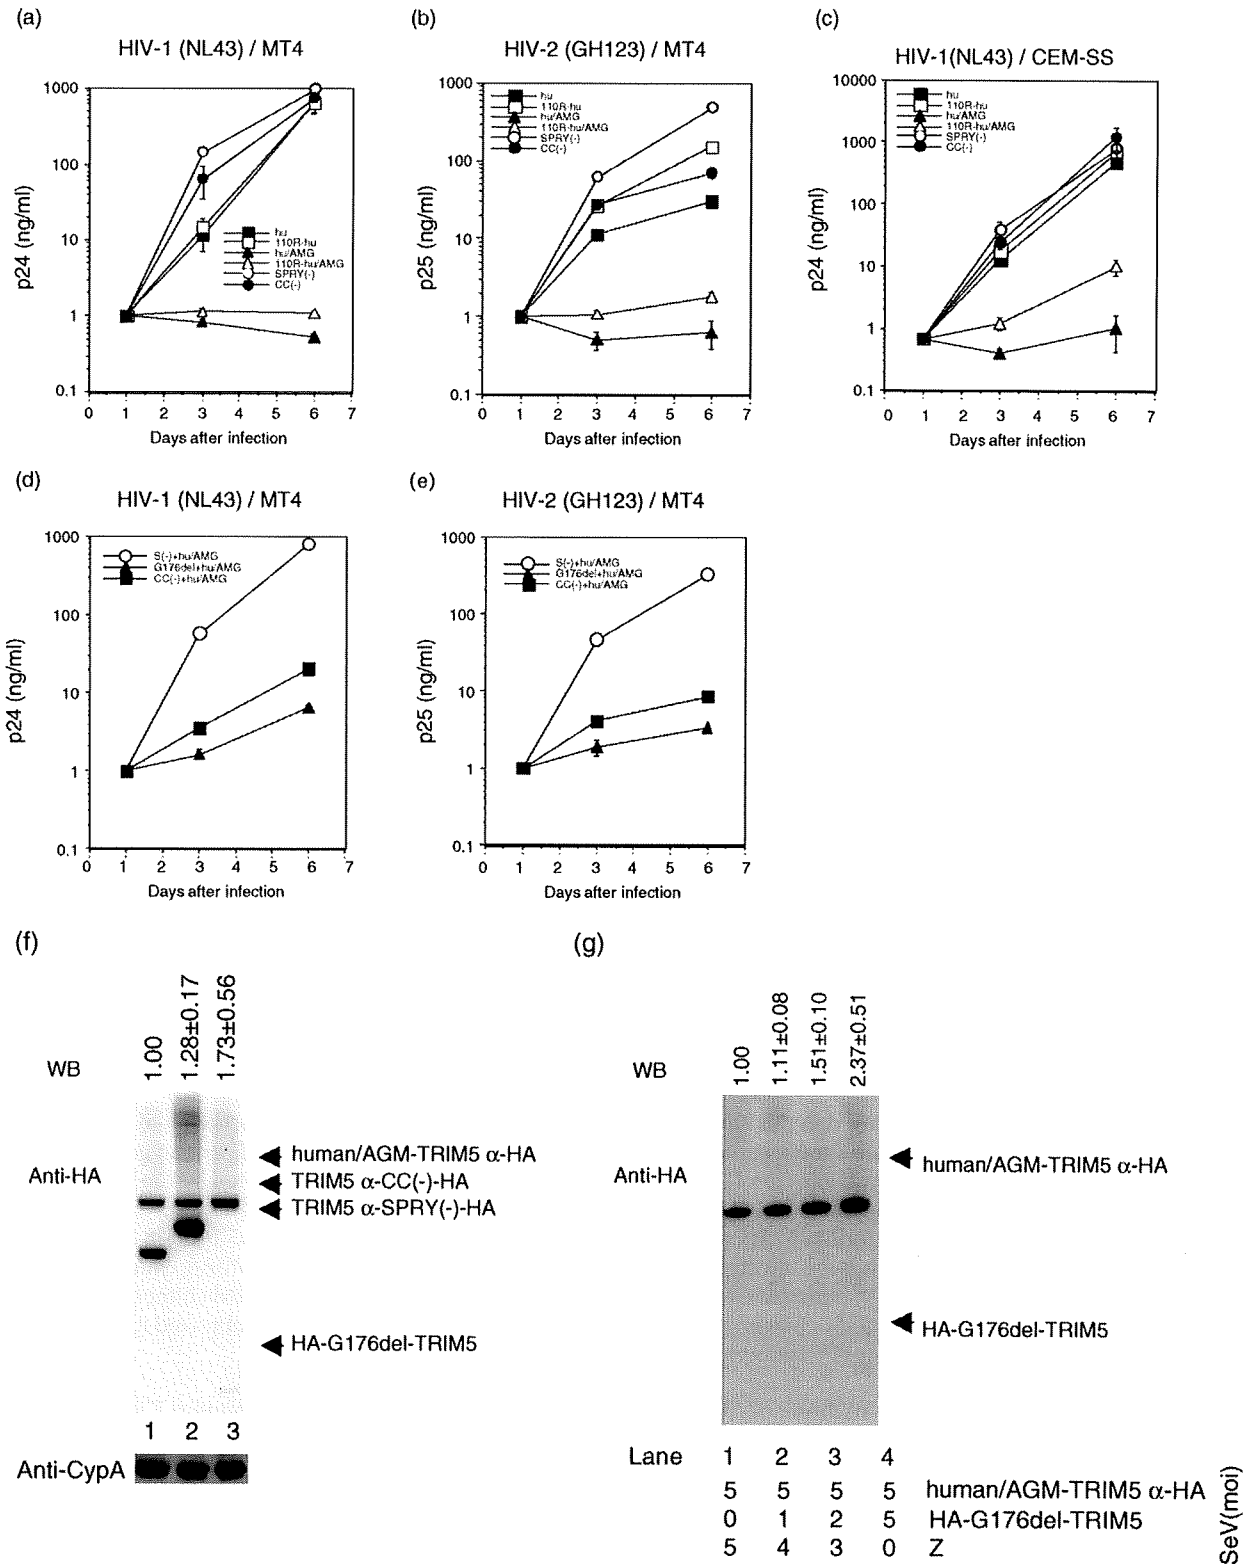 (a)
HIV-1 (NL43) / MT4
1000
100
10
1
0.1
p24 (ng/ml)
hu
110R-hu
hu/AMG
110R-hu/AMG
SPRY(-)
CC(-)
0 1 2 3 4 5 6 7
Days after infection
(b)
HIV-2 (GH123) / MT4
1000
100
10
1
0.1
p25 (ng/ml)
hu
110R-hu
hu/AMG
110R-hu/AMG
SPRY(-)
CC(-)
0 1 2 3 4 5 6 7
Days after infection
(c)
HIV-1(NL43) / CEM-SS
10000
1000
100
10
1
0.1
p24 (ng/ml)
hu
110R-hu
hu/AMG
110R-hu/AMG
SPRY(-)
CC(-)
0 1 2 3 4 5 6 7
Days after infection
(d)
HIV-1 (NL43) / MT4
1000
100
10
1
0.1
p24 (ng/ml)
S(-)+hu/AMG
G176del+hu/AMG
CC(-)+hu/AMG
0 1 2 3 4 5 6 7
Days after infection
(e)
HIV-2 (GH123) / MT4
1000
100
10
1
0.1
p25 (ng/ml)
S(-)+hu/AMG
G176del+hu/AMG
CC(-)+hu/AMG
0 1 2 3 4 5 6 7
Days after infection
(f)
WB
1.00
1.28±0.17
1.73±0.56
Anti-HA
human/AGM-TRIM5 α-HA
TRIM5 α-CC(-)-HA
TRIM5 α-SPRY(-)-HA
HA-G176del-TRIM5
1 2 3
Anti-CypA
(g)
WB
1.00
1.11±0.08
1.51±0.10
2.37±0.51
Anti-HA
human/AGM-TRIM5 α-HA
HA-G176del-TRIM5
Lane 1 2 3 4
5 5 5 5 human/AGM-TRIM5 α-HA
0 1 2 5 HA-G176del-TRIM5
5 4 3 0 Z
SeV(moi)